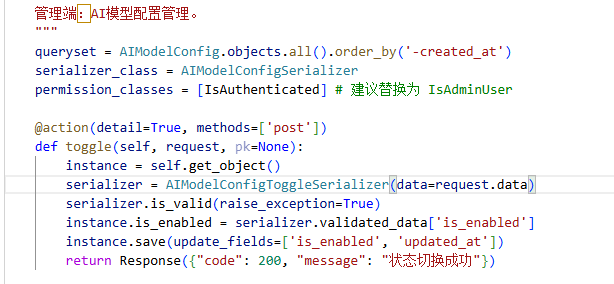 管理端：AI模型配置管理。
"""
queryset = AIModelConfig.objects.all().order_by('-created_at')
serializer_class = AIModelConfigSerializer
permission_classes = [IsAuthenticated] # 建议替换为 IsAdminUser
@action(detail=True, methods=['post'])
def toggle(self, request, pk=None):
instance = self.get_object()
serializer = AIModelConfigToggleSerializer(data=request.data)
serializer.is_valid(raise_exception=True)
instance.is_enabled = serializer.validated_data['is_enabled']
instance.save(update_fields=['is_enabled', 'updated_at'])
return Response({"code": 200, "message": "状态切换成功"})